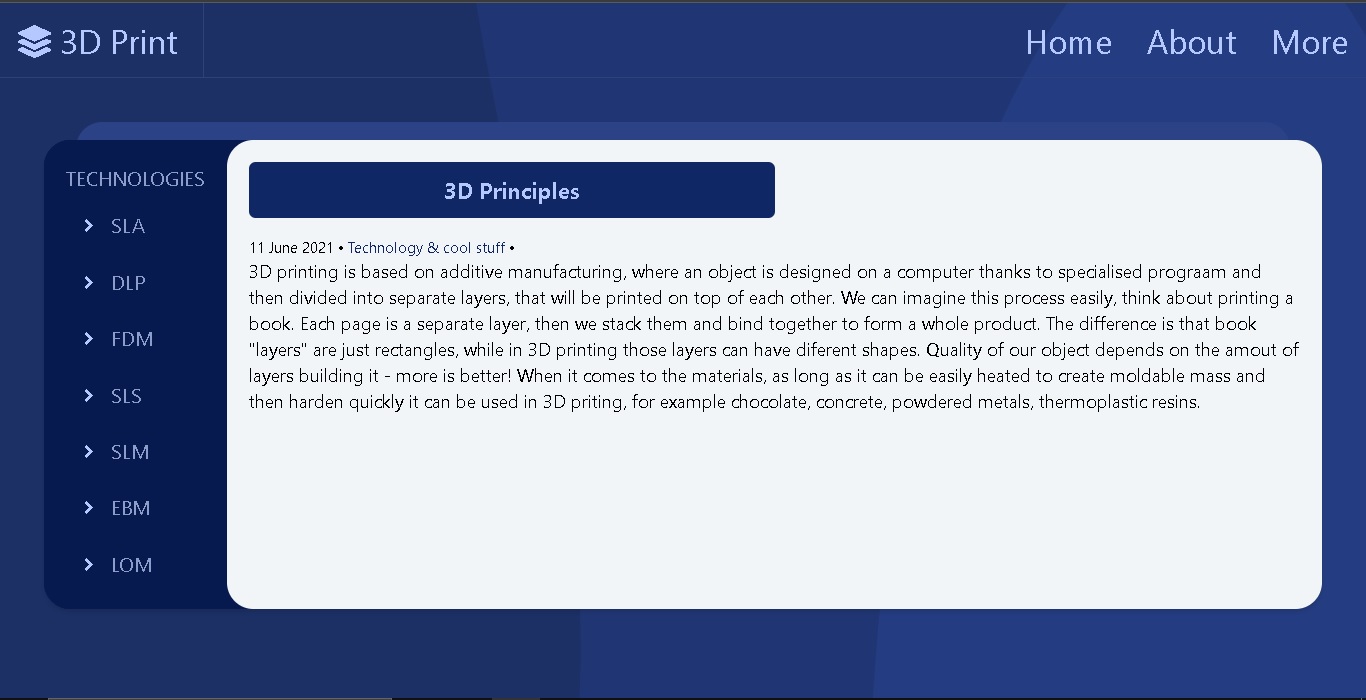 3D Print
Home About More
TECHNOLOGIES
SLA
DLP
FDM
SLS
SLM
EBM
LOM
3D Principles
11 June 2021 • Technology & cool stuff •
3D printing is based on additive manufacturing, where an object is designed on a computer thanks to specialised prograam and
then divided into separate layers, that will be printed on top of each other. We can imagine this process easily, think about printing a
book. Each page is a separate layer, then we stack them and bind together to form a whole product. The difference is that book
"layers" are just rectangles, while in 3D printing those layers can have diferent shapes. Quality of our object depends on the amout of
layers building it - more is better! When it comes to the materials, as long as it can be easily heated to create moldable mass and
then harden quickly it can be used in 3D priting, for example chocolate, concrete, powdered metals, thermoplastic resins.